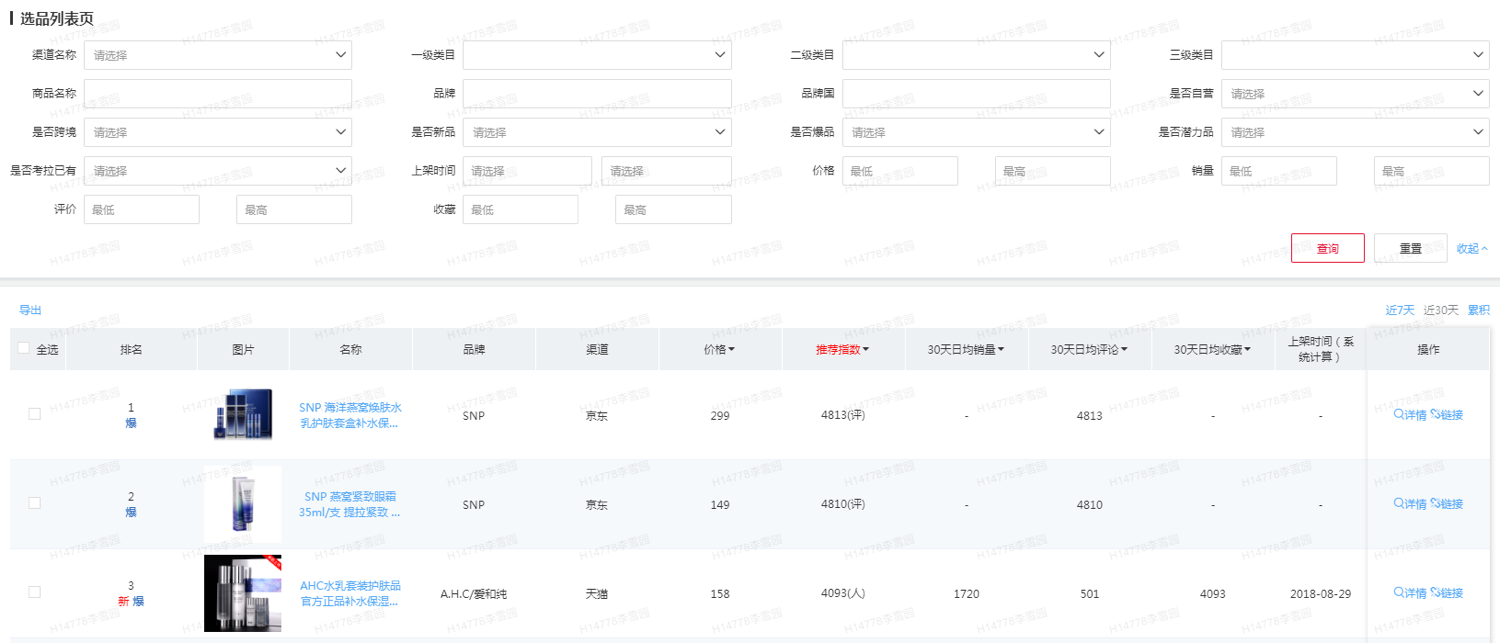 选品列表页
渠道名称 请选择 一级类目 二级类目 三级类目
商品名称 品牌 品牌国 是否自营 请选择
是否跨境 请选择 是否新品 请选择 是否爆品 请选择 是否潜力品 请选择
是否考拉已有 请选择 上架时间 请选择 请选择 价格 最低 最高 销量 最低 最高
评价 最低 最高 收藏 最低 最高
查询 重置 收起
导出 近7天 近30天 累积
全选 排名 图片 名称 品牌 渠道 价格 推荐指数 30天日均销量 30天日均评论 30天日均收藏 上架时间（系
统计算） 操作
1
爆 SNP 海洋燕窝焕肤水
乳护肤套盒补水保... SNP 京东 299 4813(评) - 4813 - - 详情 链接
2
爆 SNP 燕窝紧致眼霜
35ml/支 提拉紧致 ... SNP 京东 149 4810(评) - 4810 - - 详情 链接
3
新 爆 AHC水乳套装护肤品
官方正品补水保湿... A.H.C/爱和纯 天猫 158 4093(人) 1720 501 4093 2018-08-29 详情 链接
H14778李雪园